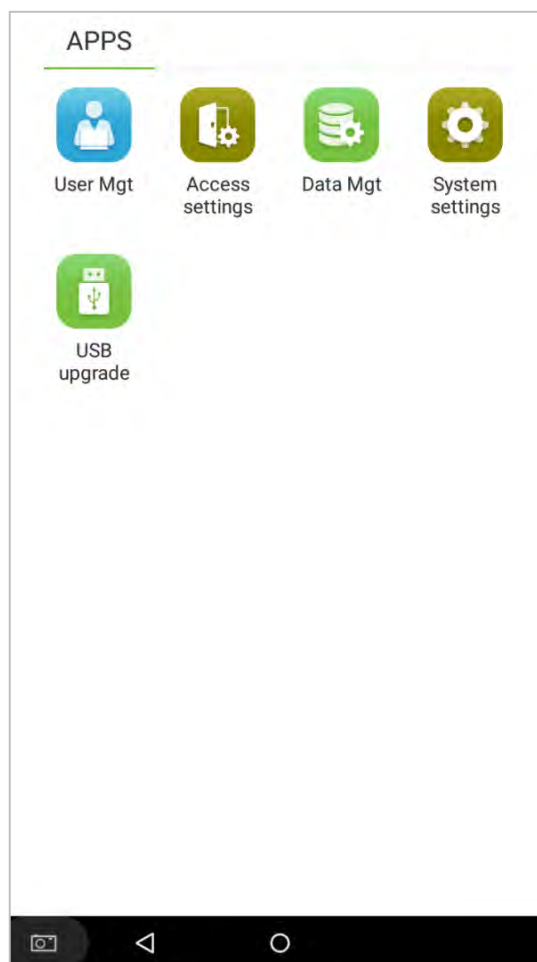 APPS
User Mgt
Access
settings
Data Mgt
System
settings
USB
upgrade